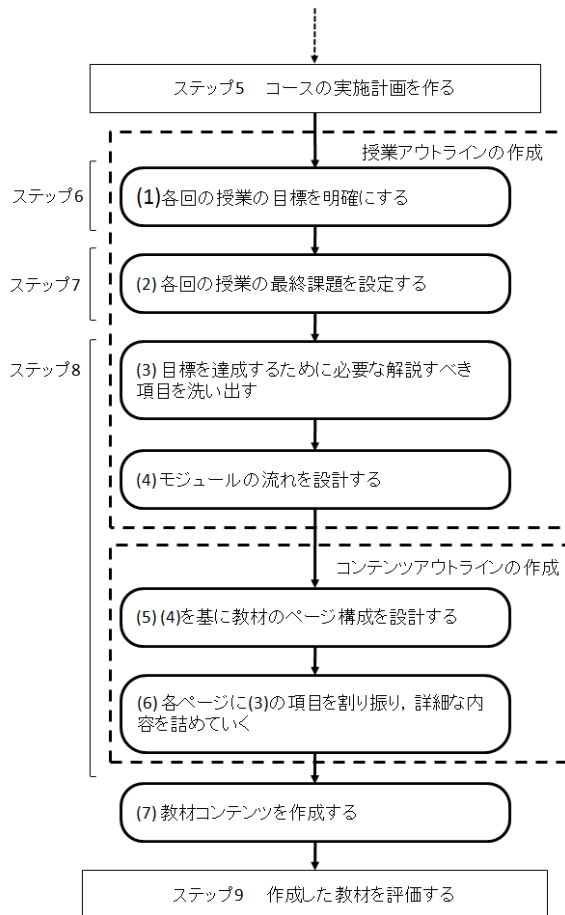 ステップ5　コースの実施計画を作る
授業アウトラインの作成
ステップ6
(1)各回の授業の目標を明確にする
ステップ7
(2) 各回の授業の最終課題を設定する
ステップ8
(3) 目標を達成するために必要な解説すべき
項目を洗い出す
(4) モジュールの流れを設計する
コンテンツアウトラインの作成
(5) (4)を基に教材のページ構成を設計する
(6) 各ページに(3)の項目を割り振り，詳細な内
容を詰めていく
(7) 教材コンテンツを作成する
ステップ9　作成した教材を評価する